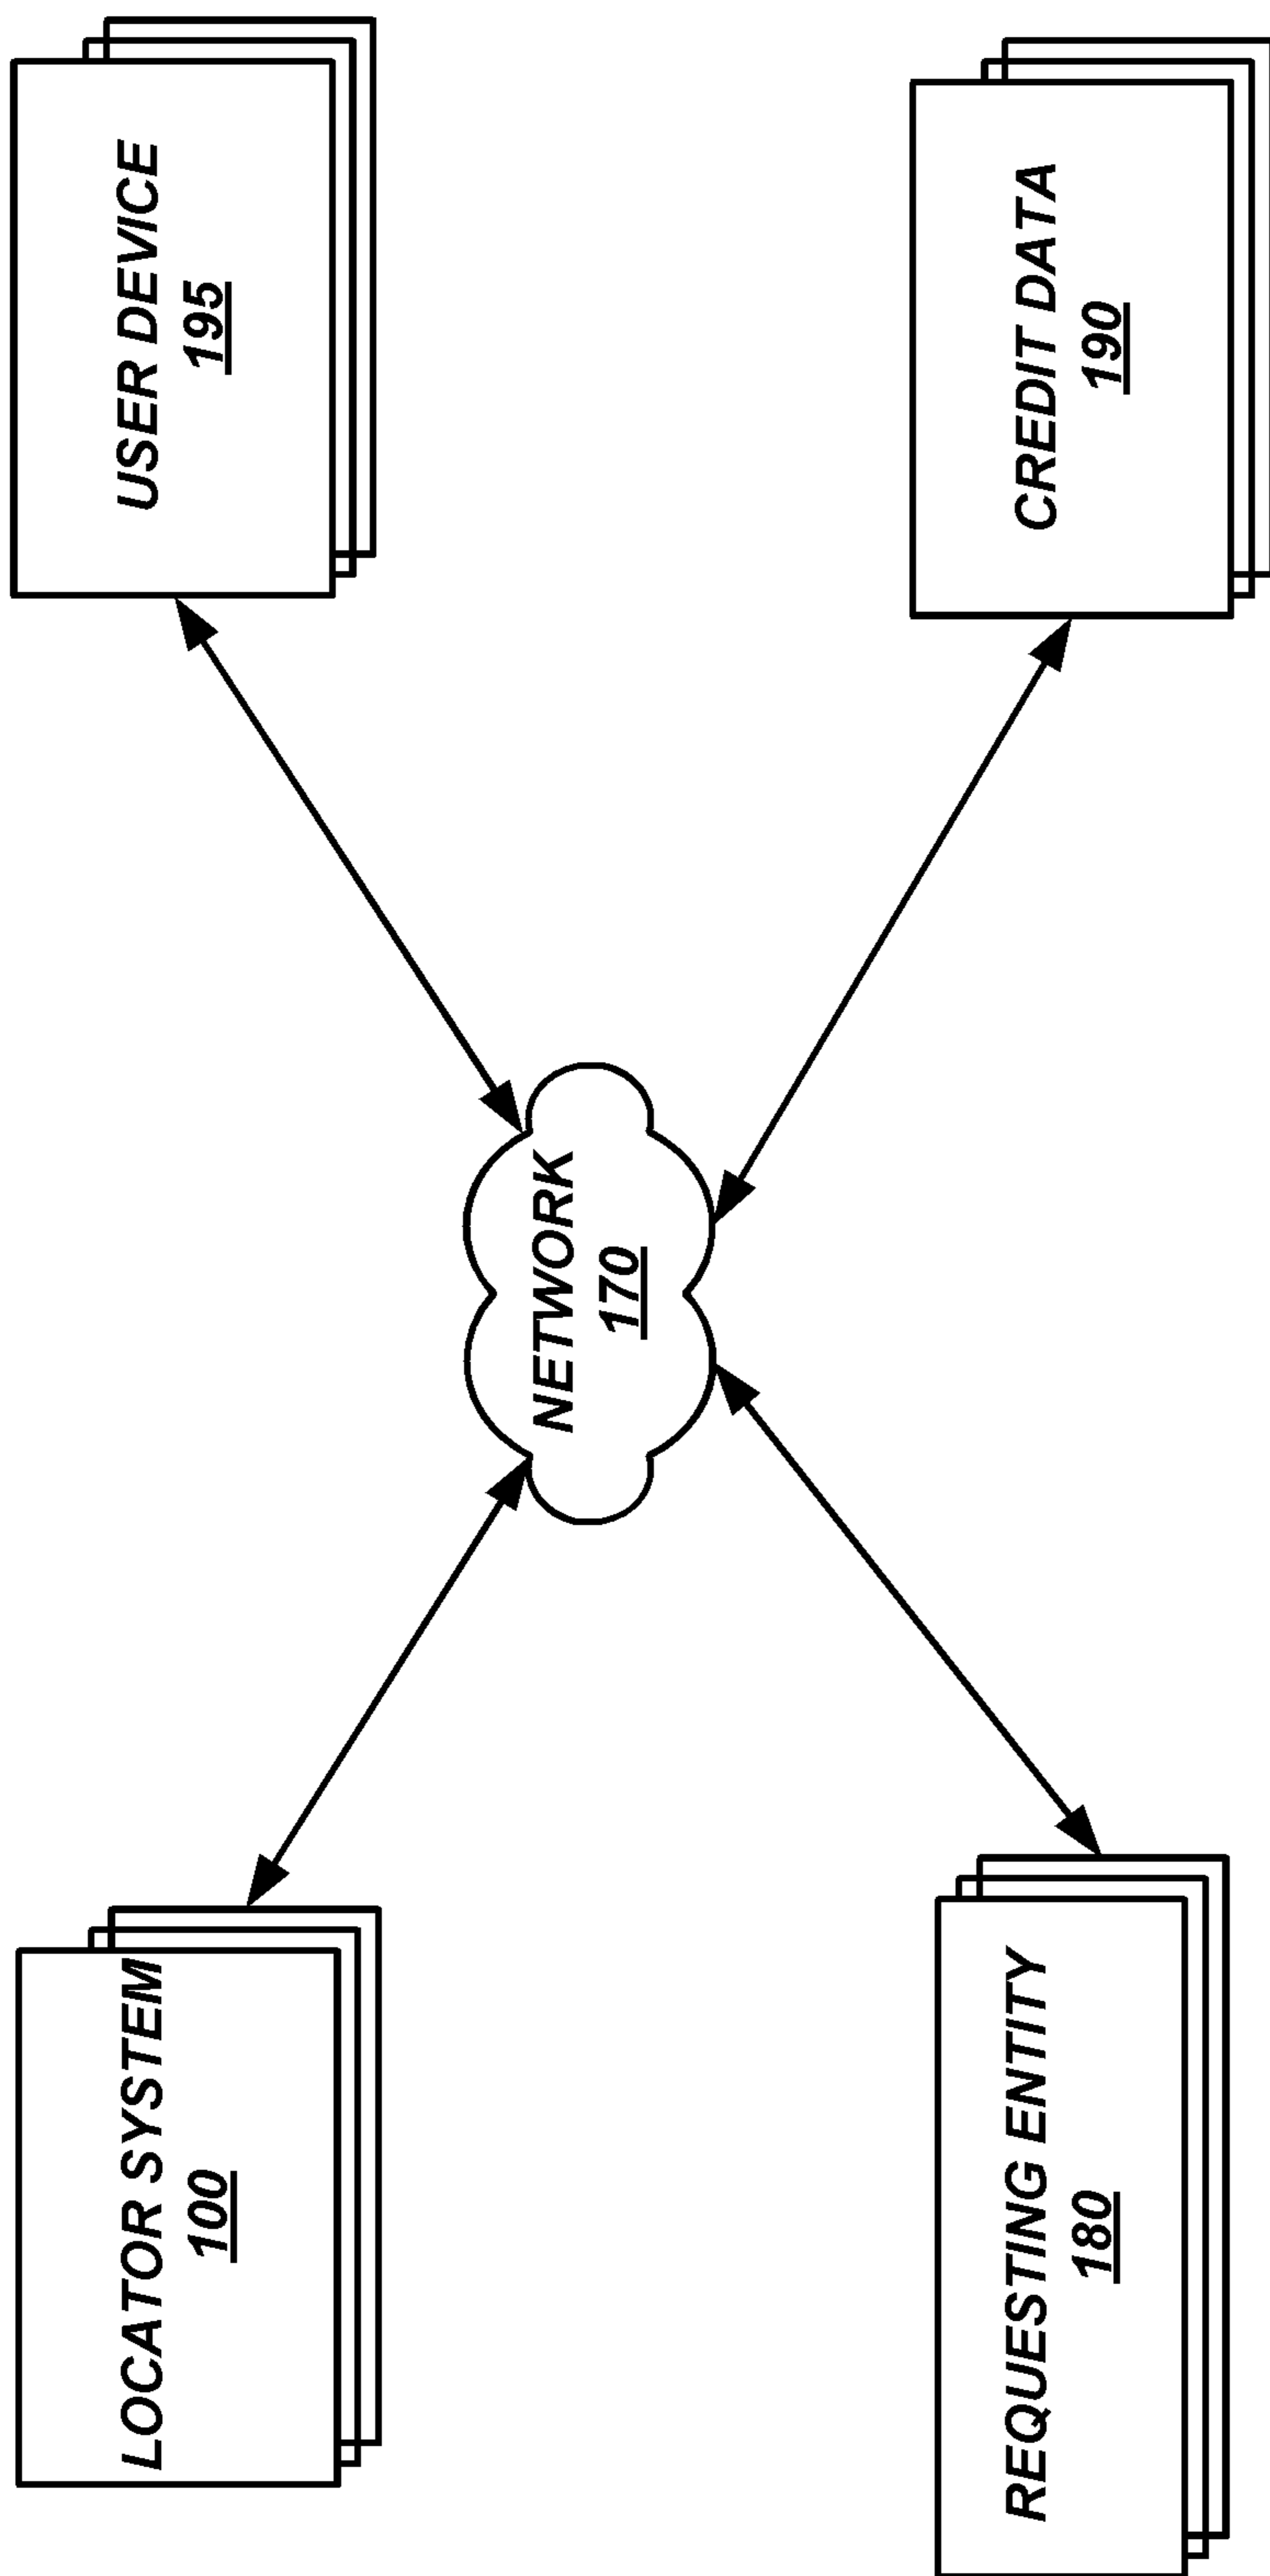 LOCATOR SYSTEM
100
USER DEVICE
195
NETWORK
170
REQUESTING ENTITY
180
CREDIT DATA
190